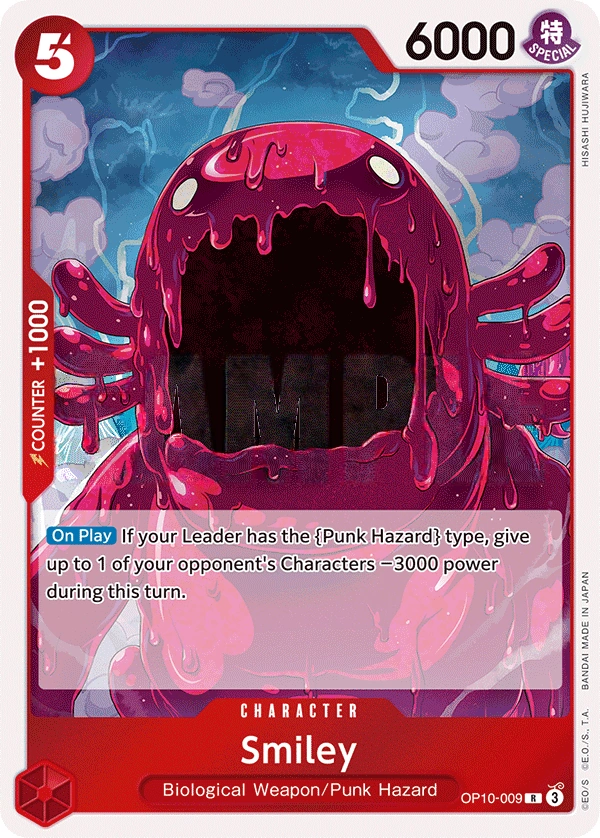 5
6000
特
SPECIAL
HISASHI HUJIWARA
COUNTER +1000
SAMPLE
On Play If your Leader has the {Punk Hazard} type, give
up to 1 of your opponent's Characters −3000 power
during this turn.
BANDAI MADE IN JAPAN
©E.O./S., T.A.
©EO/S
CHARACTER
Smiley
Biological Weapon/Punk Hazard
OP10-009 R 3